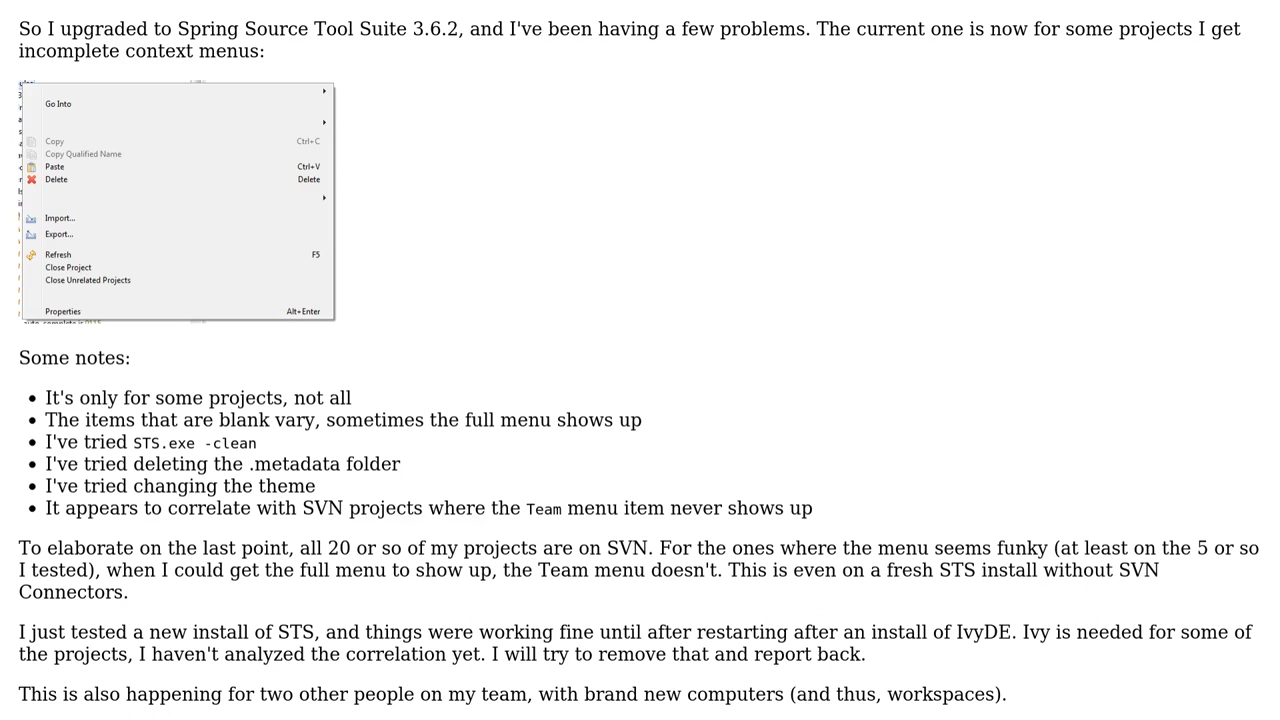 So I upgraded to Spring Source Tool Suite 3.6.2, and I've been having a few problems. The current one is now for some projects I get
incomplete context menus:
Go Into
Copy Ctrl+C
Copy Qualified Name
Paste Ctrl+V
Delete Delete
Import...
Export...
Refresh F5
Close Project
Close Unrelated Projects
Properties Alt+Enter
Some notes:
• It's only for some projects, not all
• The items that are blank vary, sometimes the full menu shows up
• I've tried STS.exe -clean
• I've tried deleting the .metadata folder
• I've tried changing the theme
• It appears to correlate with SVN projects where the Team menu item never shows up
To elaborate on the last point, all 20 or so of my projects are on SVN. For the ones where the menu seems funky (at least on the 5 or so
I tested), when I could get the full menu to show up, the Team menu doesn't. This is even on a fresh STS install without SVN
Connectors.
I just tested a new install of STS, and things were working fine until after restarting after an install of IvyDE. Ivy is needed for some of
the projects, I haven't analyzed the correlation yet. I will try to remove that and report back.
This is also happening for two other people on my team, with brand new computers (and thus, workspaces).